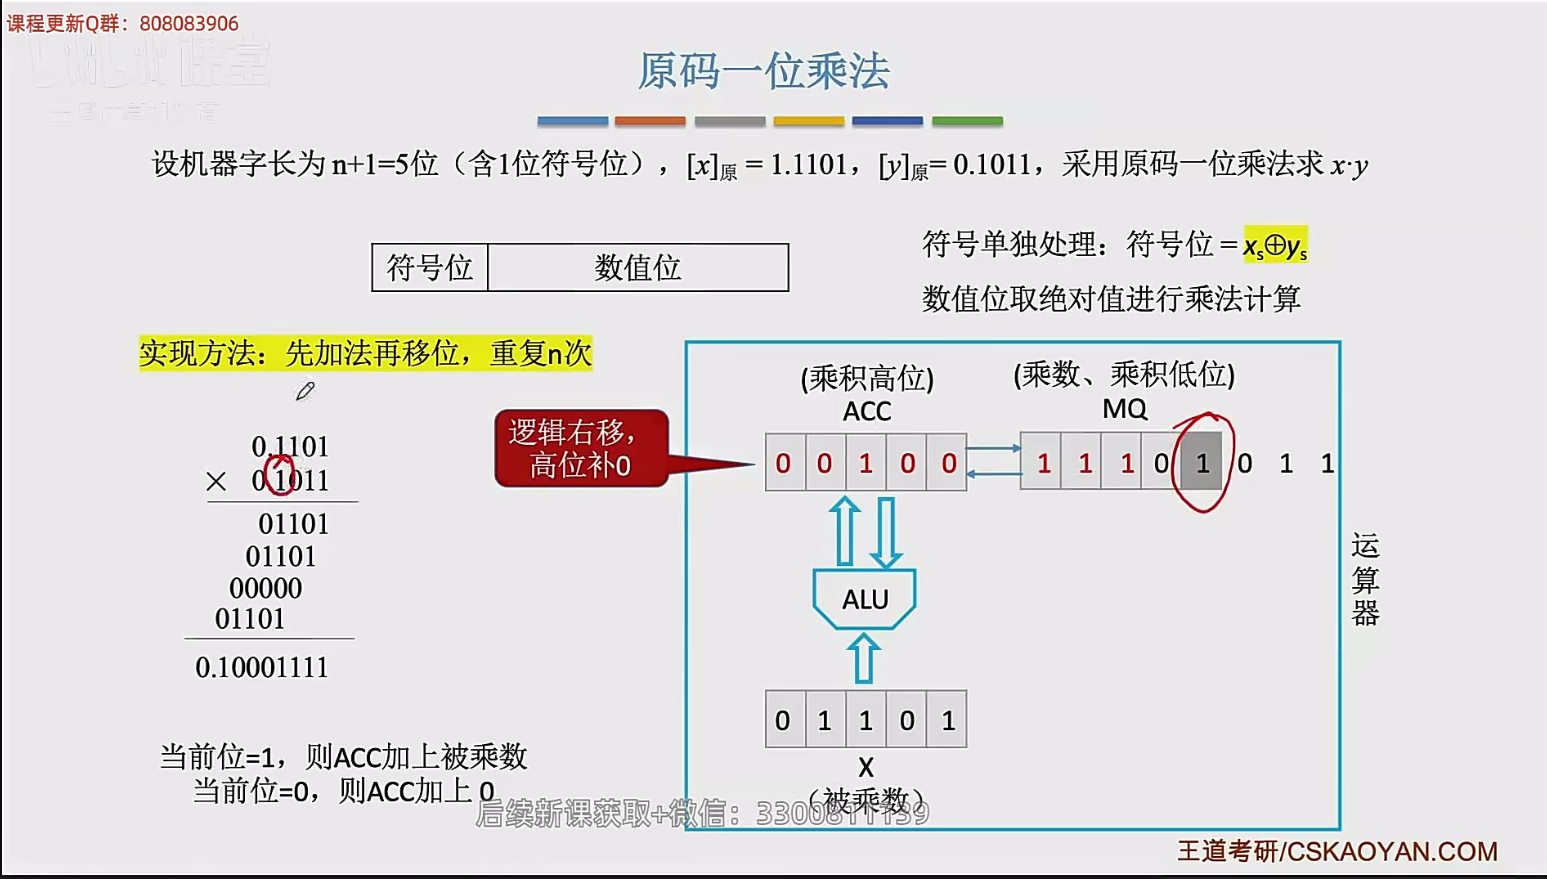 课程更新Q群：808083906
原码一位乘法
设机器字长为 n+1=5位（含1位符号位），[x]原 = 1.1101，[y]原= 0.1011，采用原码一位乘法求 x·y
符号位 数值位
符号单独处理：符号位 = xs⊕ys
数值位取绝对值进行乘法计算
实现方法：先加法再移位，重复n次
0.1101
× 0.1011
01101
01101
00000
01101
0.10001111
当前位=1，则ACC加上被乘数
当前位=0，则ACC加上 0
逻辑右移，
高位补0
(乘积高位)
ACC
(乘数、乘积低位)
MQ
0 0 1 0 0
1 1 1 0 1 0 1 1
ALU
0 1 1 0 1
X
（被乘数）
运
算
器
后续新课获取+微信：3300811139
王道考研/CSKAOYAN.COM